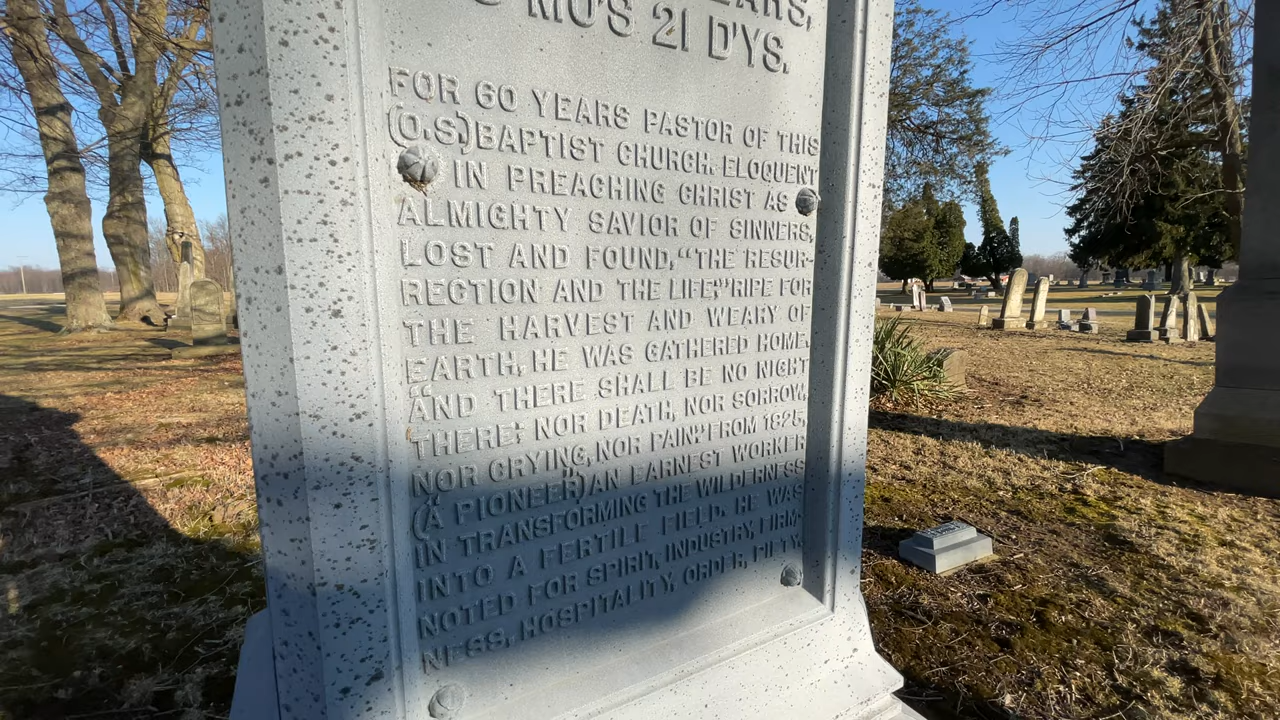 MO'S 21 D'YS.
FOR 60 YEARS PASTOR OF THIS
(O.S.) BAPTIST CHURCH. ELOQUENT
IN PREACHING CHRIST AS
ALMIGHTY SAVIOR OF SINNERS,
LOST AND FOUND, "THE RESUR-
RECTION AND THE LIFE;" RIPE FOR
THE HARVEST AND WEARY OF
EARTH, HE WAS GATHERED HOME.
"AND THERE SHALL BE NO NIGHT
THERE; NOR DEATH, NOR SORROW,
NOR CRYING, NOR PAIN." FROM 1825,
("A PIONEER") AN EARNEST WORKER
IN TRANSFORMING THE WILDERNESS
INTO A FERTILE FIELD. HE WAS
NOTED FOR SPIRIT, INDUSTRY, FIRM-
NESS, HOSPITALITY, ORDER, PIETY.